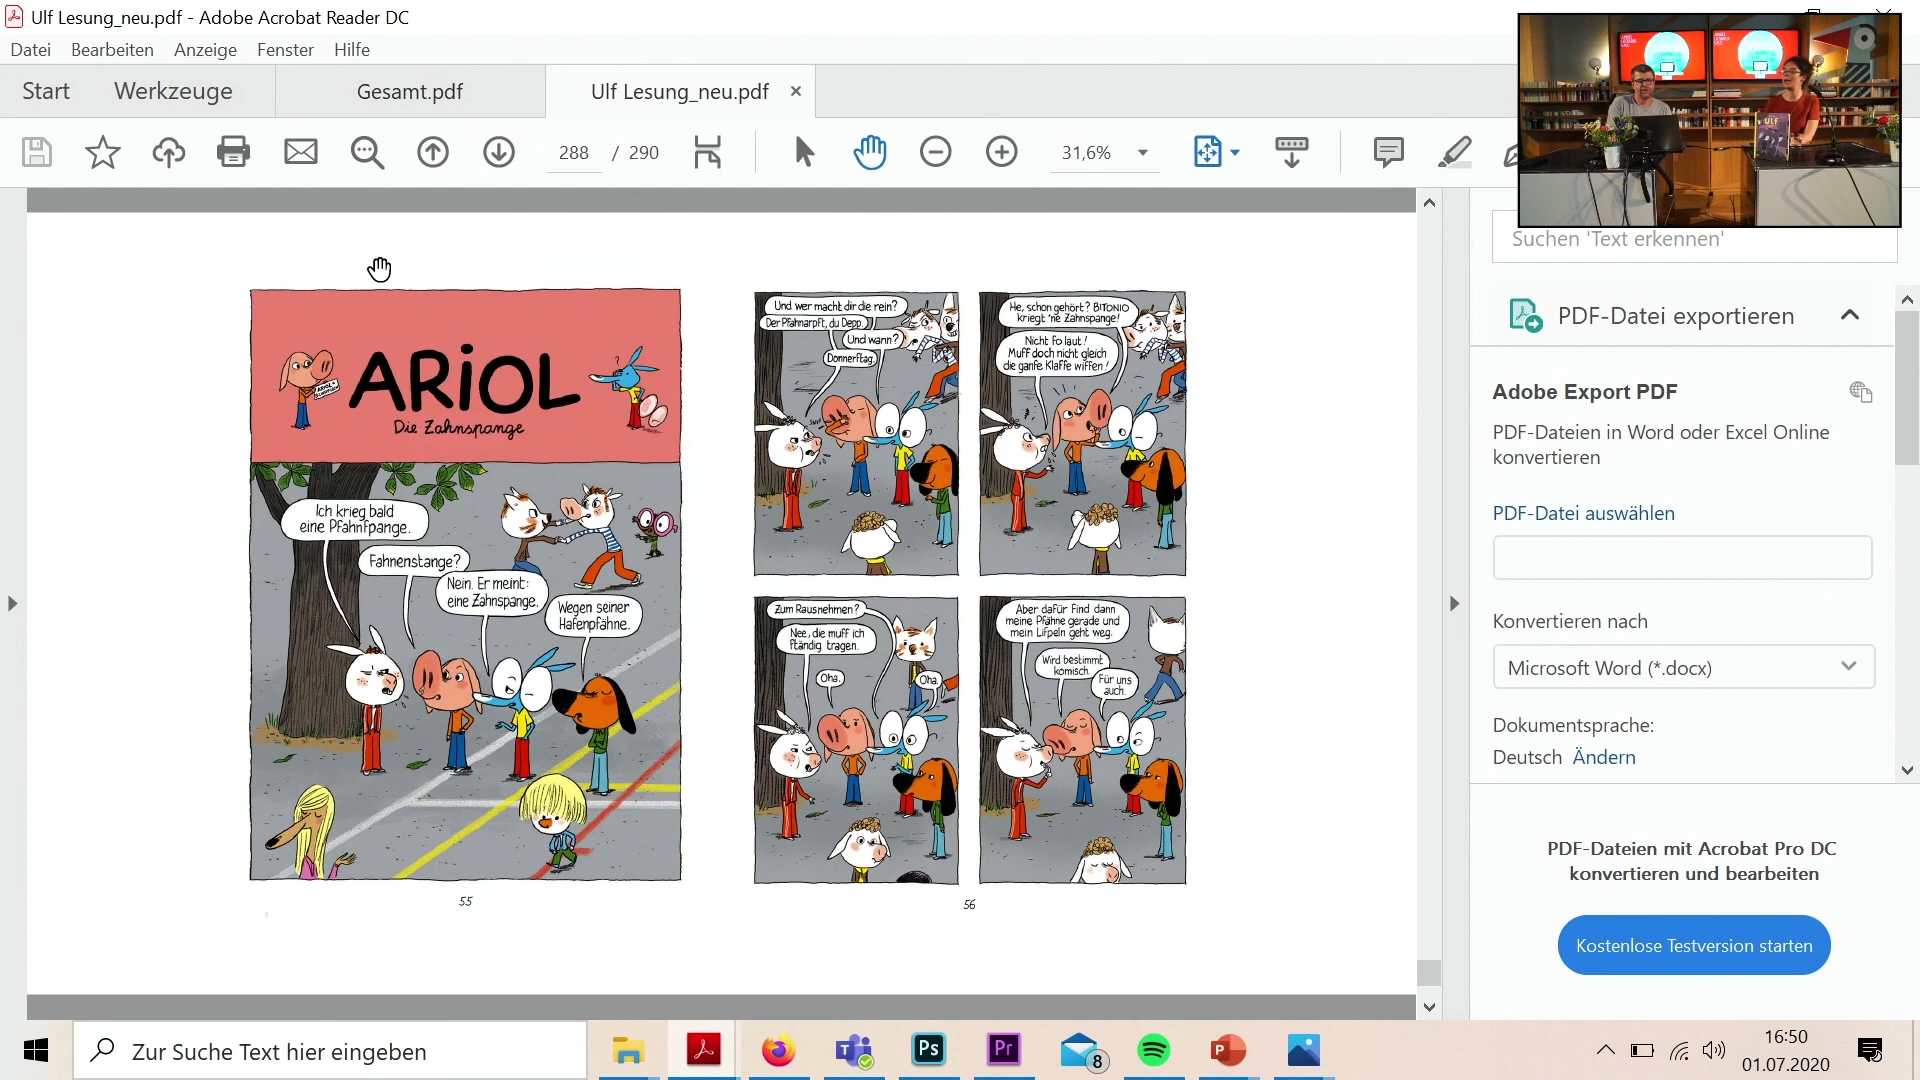 Ulf Lesung_neu.pdf - Adobe Acrobat Reader DC
Datei Bearbeiten Anzeige Fenster Hilfe
Start Werkzeuge Gesamt.pdf Ulf Lesung_neu.pdf
288 / 290 31,6%
ULF
ARiOL
Die Zahnspange
Ich krieg bald
eine Pfahnfpange.
Fahnenstange?
Nein. Er meint:
eine Zahnspange.
Wegen seiner
Hafenpfähne.
55
Und wer macht dir die rein?
Der Pfahnarpft, du Depp.
Und wann?
Donnerftag.
He, schon gehört? BITONIO
kriegt 'ne Zahnspange!
Nicht fo laut!
Muff doch nicht gleich
die ganfe Klaffe wiffen!
Zum Rausnehmen?
Nee, die muff ich
ftändig tragen.
Oha.
Oha.
Aber dafür find dann
meine Pfähne gerade und
mein Lifpeln geht weg.
Wird bestimmt
komisch.
Für uns
auch.
56
Suchen 'Text erkennen'
PDF-Datei exportieren
Adobe Export PDF
PDF-Dateien in Word oder Excel Online
konvertieren
PDF-Datei auswählen
Konvertieren nach
Microsoft Word (*.docx)
Dokumentsprache:
Deutsch Ändern
PDF-Dateien mit Acrobat Pro DC
konvertieren und bearbeiten
Kostenlose Testversion starten
Zur Suche Text hier eingeben
Ps
Pr
8
16:50
01.07.2020